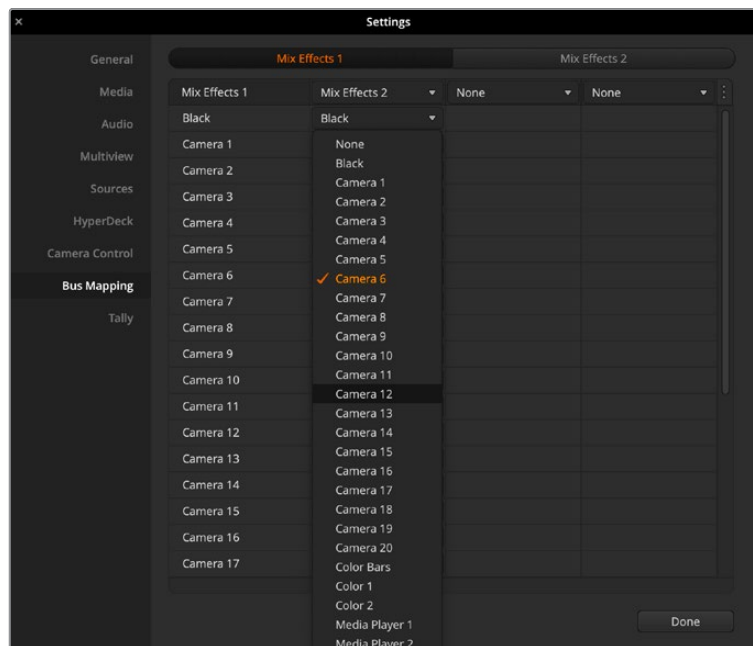 Settings
General
Media
Audio
Multiview
Sources
HyperDeck
Camera Control
Bus Mapping
Tally
Mix Effects 1 Mix Effects 2
Mix Effects 1 Mix Effects 2 None None
Black Black
Camera 1
Camera 2
Camera 3
Camera 4
Camera 5
Camera 6
Camera 7
Camera 8
Camera 9
Camera 10
Camera 11
Camera 12
Camera 13
Camera 14
Camera 15
Camera 16
Camera 17
None
Black
Camera 1
Camera 2
Camera 3
Camera 4
Camera 5
Camera 6
Camera 7
Camera 8
Camera 9
Camera 10
Camera 11
Camera 12
Camera 13
Camera 14
Camera 15
Camera 16
Camera 17
Camera 18
Camera 19
Camera 20
Color Bars
Color 1
Color 2
Media Player 1
Media Player 2
Done